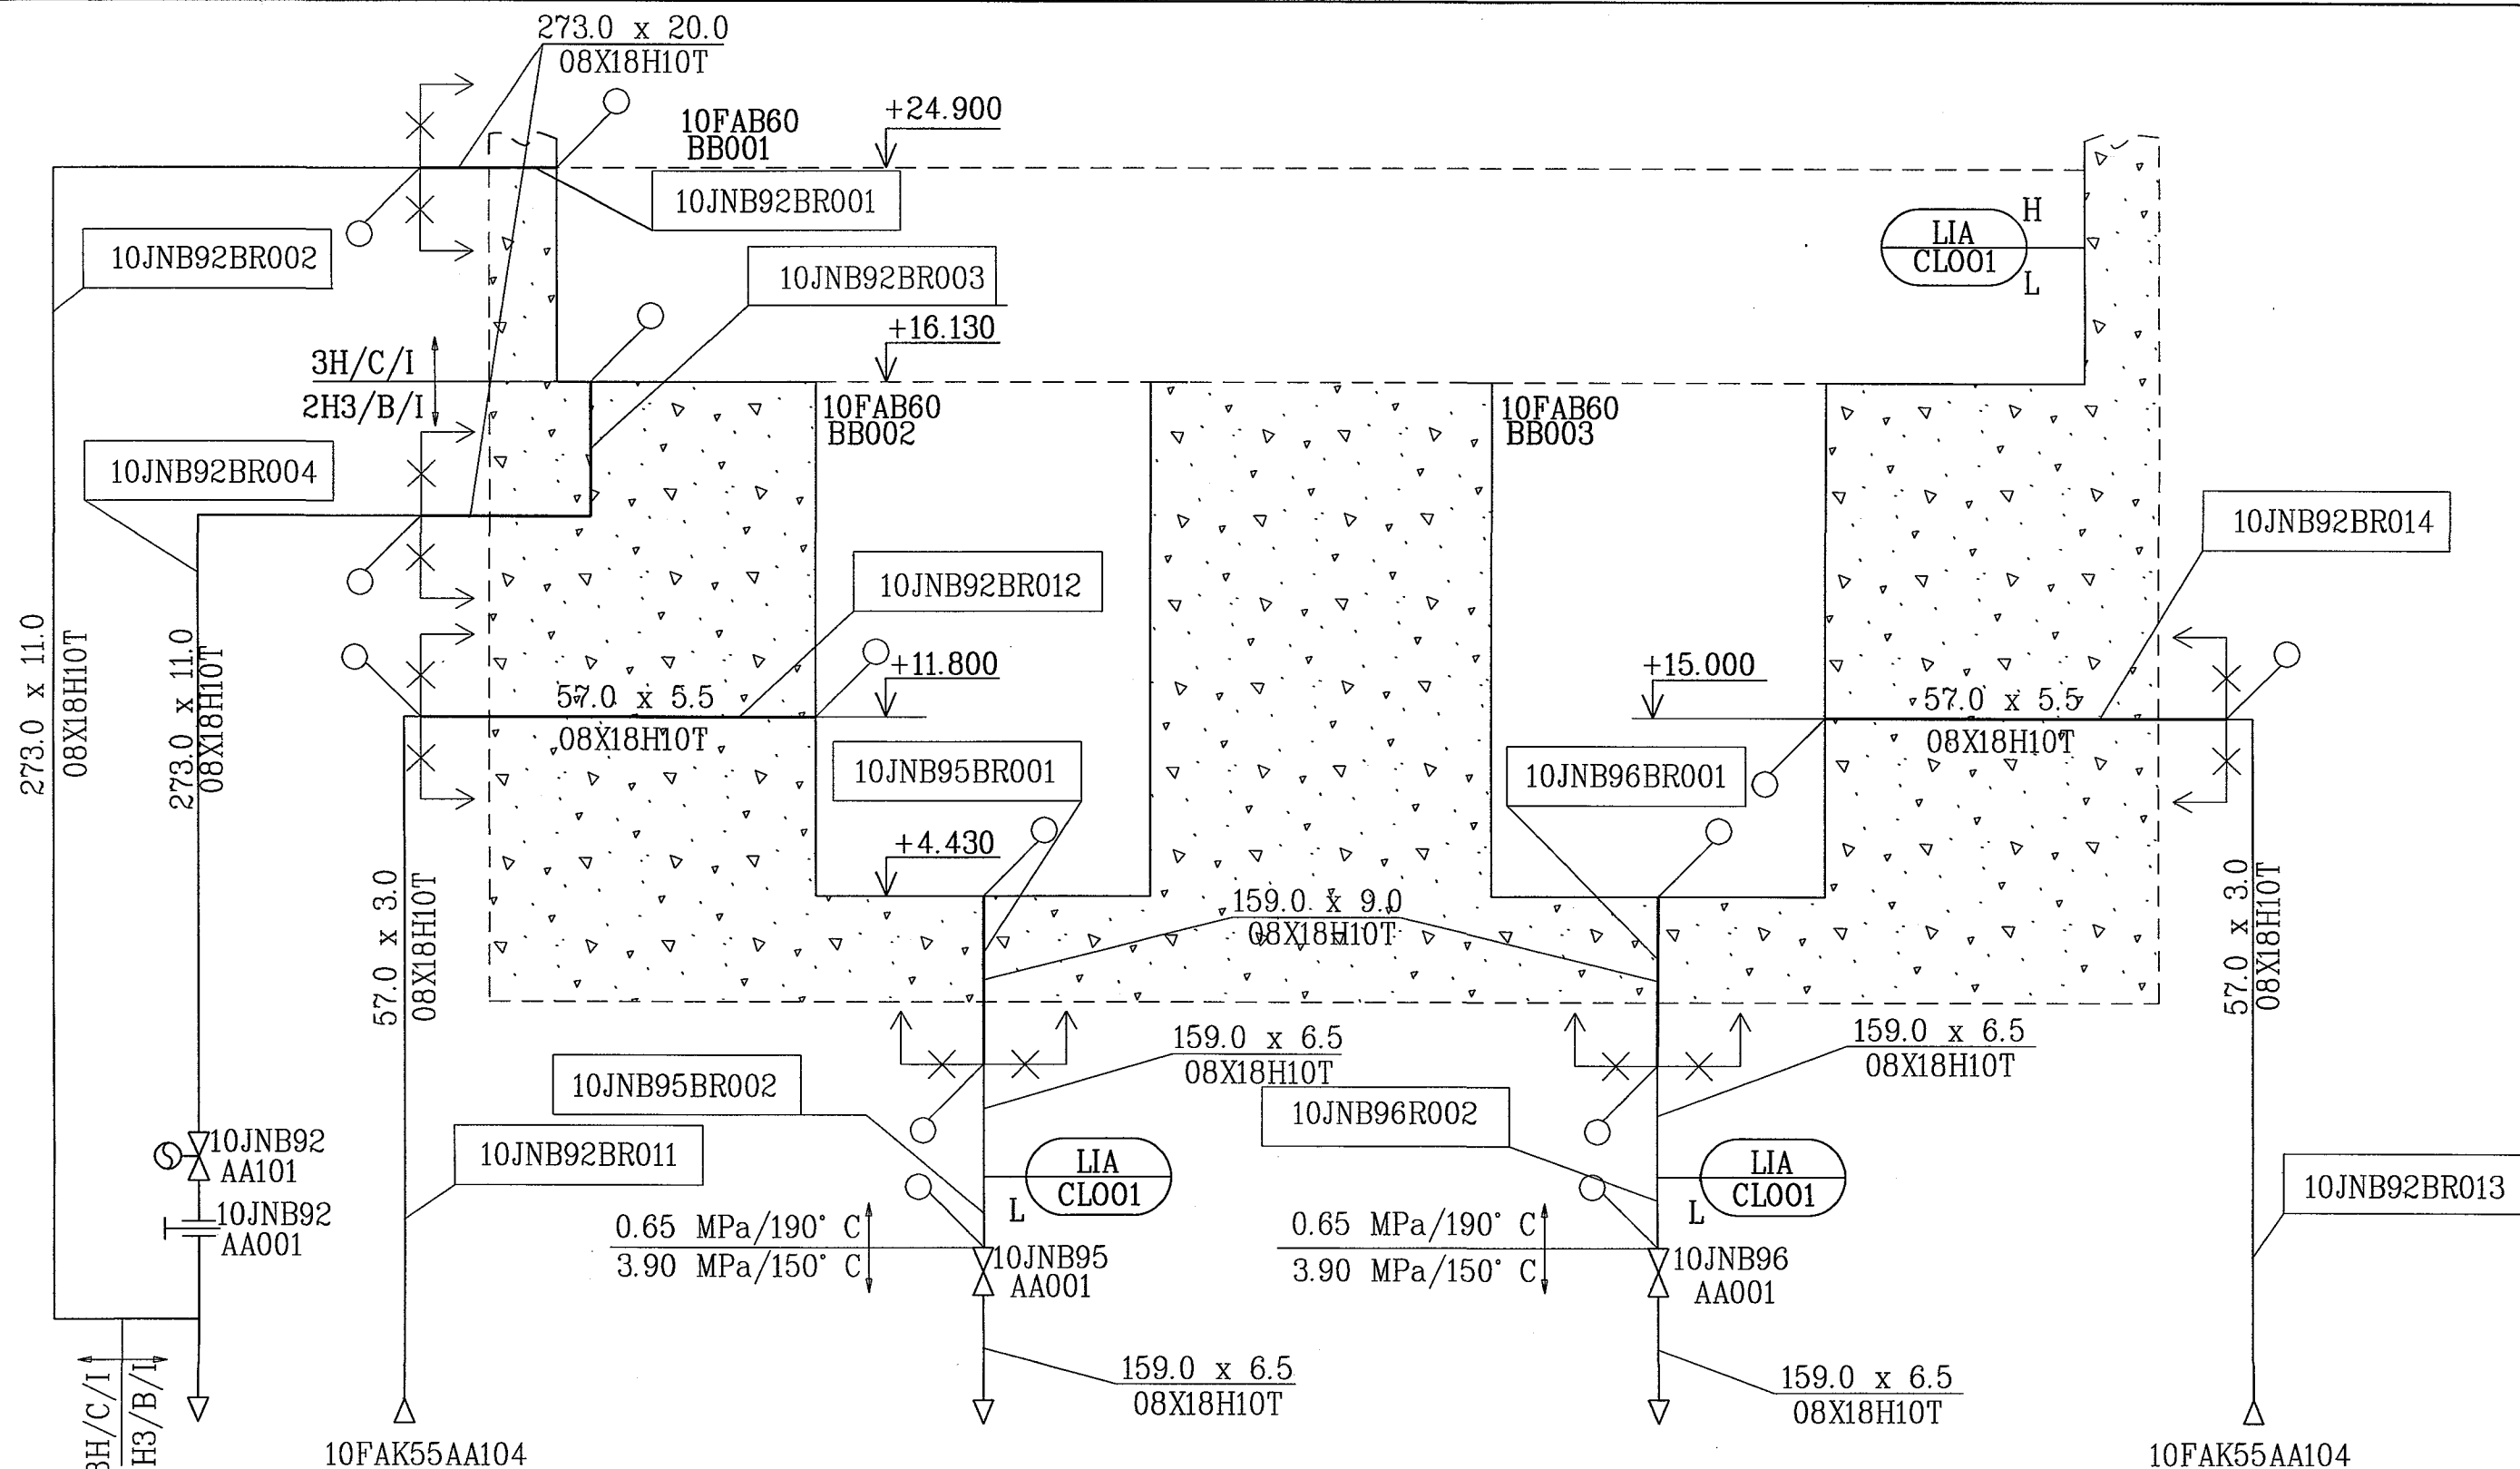 273.0 x 20.0
08X18H10T
10FAB60
BB001
+24.900
10JNB92BR001
10JNB92BR002
LIA
CL001
H
L
10JNB92BR003
+16.130
3H/C/I
2H3/B/I
10FAB60
BB002
10FAB60
BB003
10JNB92BR004
10JNB92BR014
10JNB92BR012
273.0 x 11.0
08X18H10T
273.0 x 11.0
08X18H10T
+11.800
+15.000
57.0 x 5.5
08X18H10T
57.0 x 5.5
08X18H10T
10JNB95BR001
10JNB96BR001
+4.430
57.0 x 3.0
08X18H10T
159.0 x 9.0
08X18H10T
57.0 x 33.0
08X18H10T
159.0 x 6.5
08X18H10T
159.0 x 6.5
08X18H10T
10JNB95BR002
10JNB96R002
10JNB92
AA101
10JNB92BR011
LIA
CL001
L
LIA
CL001
L
10JNB92BR013
10JNB92
AA001
0.65 MPa/190° C
3.90 MPa/150° C
10JNB95
AA001
0.65 MPa/190° C
3.90 MPa/150° C
10JNB96
AA001
159.0 x 6.5
08X18H10T
159.0 x 6.5
08X18H10T
3H/C/I
H3/B/I
10FAK55AA104
10FAK55AA104